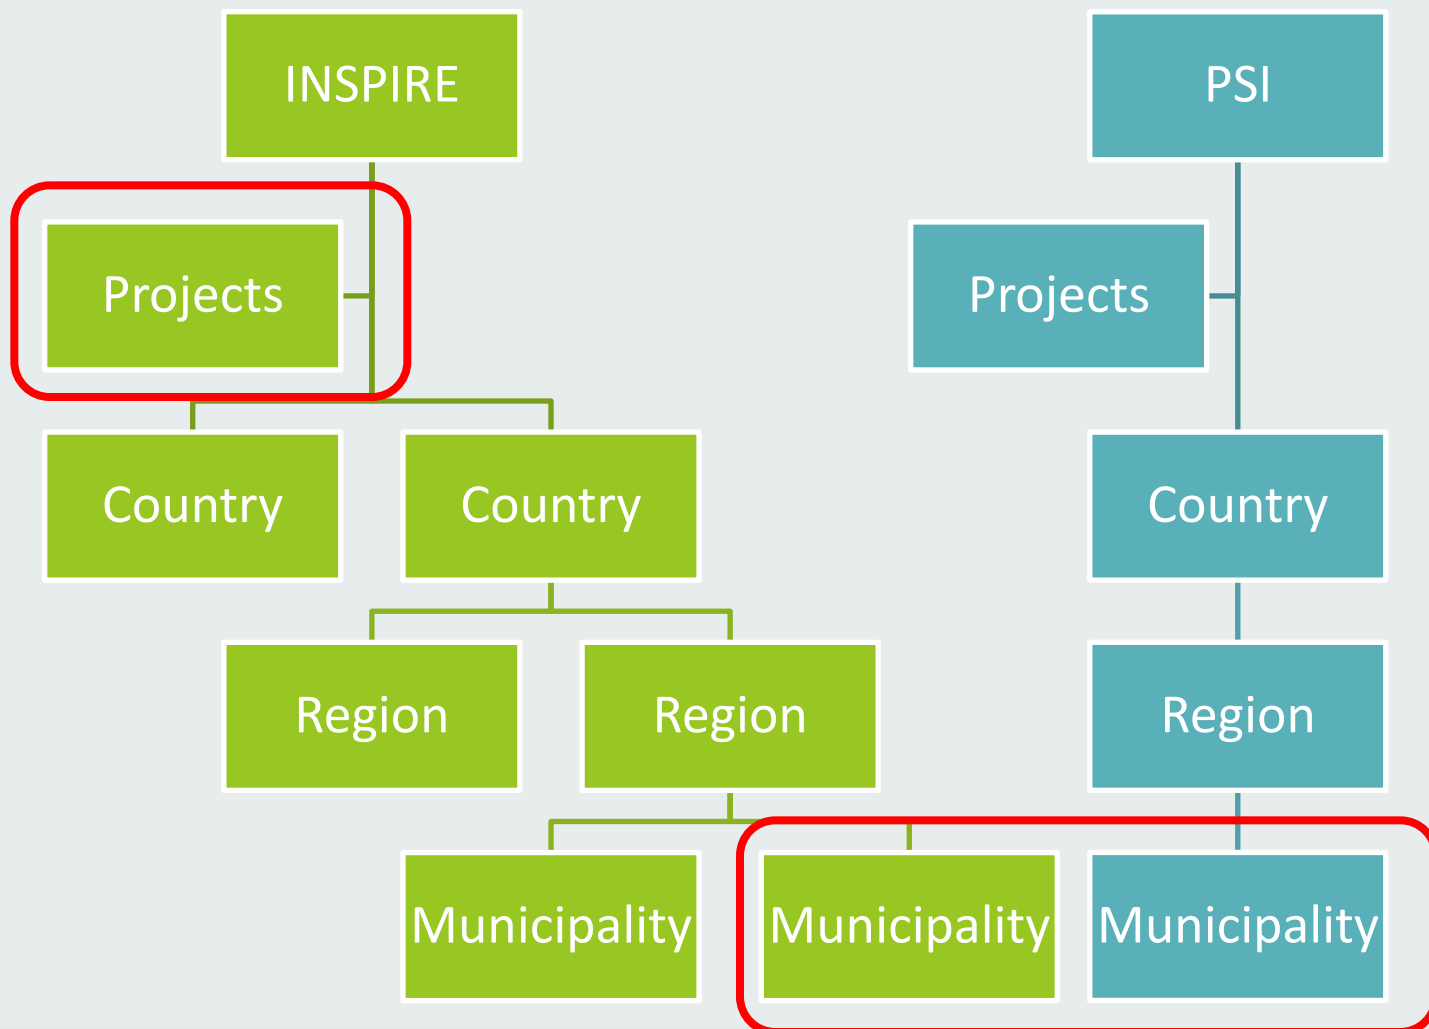 INSPIRE
PSI
Projects
Projects
Country
Country
Country
Region
Region
Region
Municipality
Municipality
Municipality